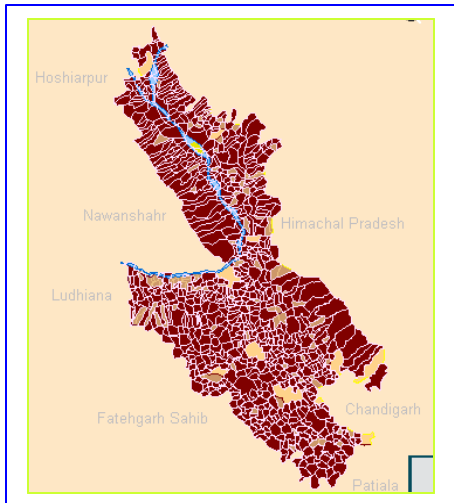 Hoshiarpur
Nawanshahr
Himachal Pradesh
Ludhiana
Chandigarh
Fatehgarh Sahib
Patiala